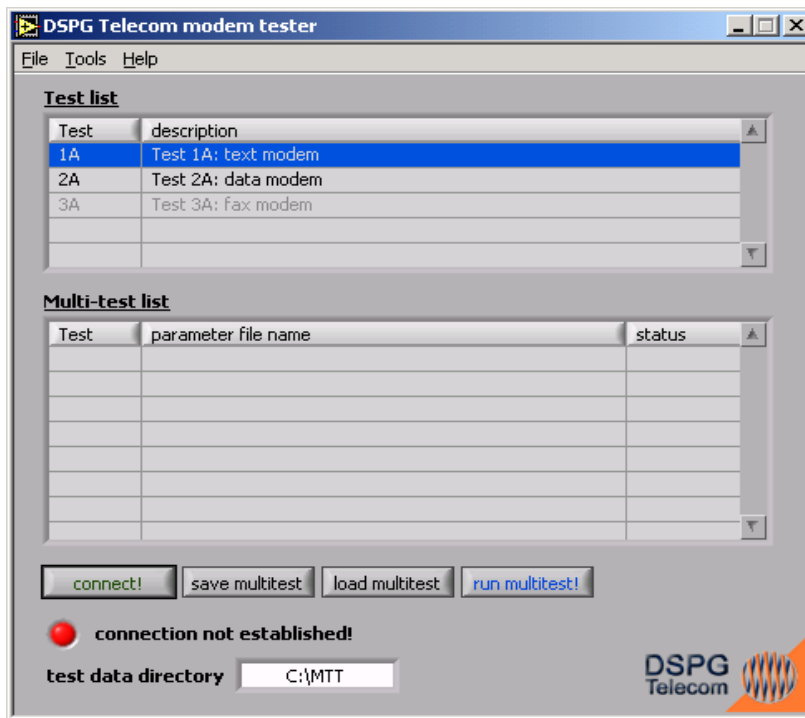 DSPG Telecom modem tester
File Tools Help
Test list
Test description
1A Test 1A: text modem
2A Test 2A: data modem
3A Test 3A: fax modem
Multi-test list
Test parameter file name status
connect! save multitest load multitest run multitest!
connection not established!
test data directory C:\MTT
DSPG
Telecom